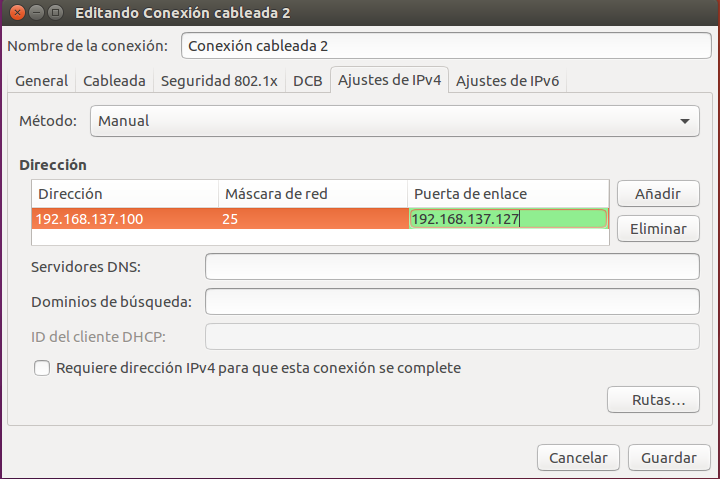 Editando Conexión cableada 2
Nombre de la conexión: Conexión cableada 2
General Cableada Seguridad 802.1x DCB Ajustes de IPv4 Ajustes de IPv6
Método: Manual
Dirección
Dirección Máscara de red Puerta de enlace Añadir
192.168.137.100 25 192.168.137.127
Eliminar
Servidores DNS:
Dominios de búsqueda:
ID del cliente DHCP:
Requiere dirección IPv4 para que esta conexión se complete
Rutas...
Cancelar Guardar